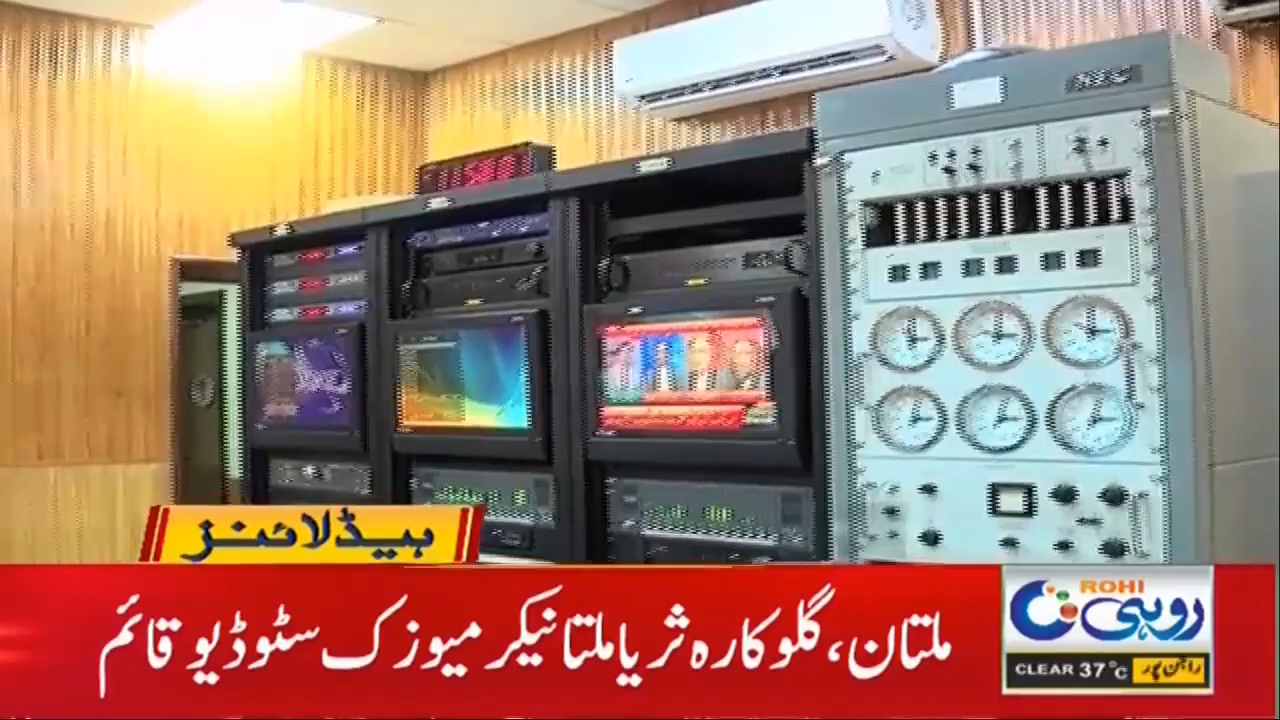 ہیڈلائنز
ملتان، گلوکارہ ثریا ملتانیکر میوزک سٹوڈیو قائم
ROHI
روہی
CLEAR 37°C راجن پور